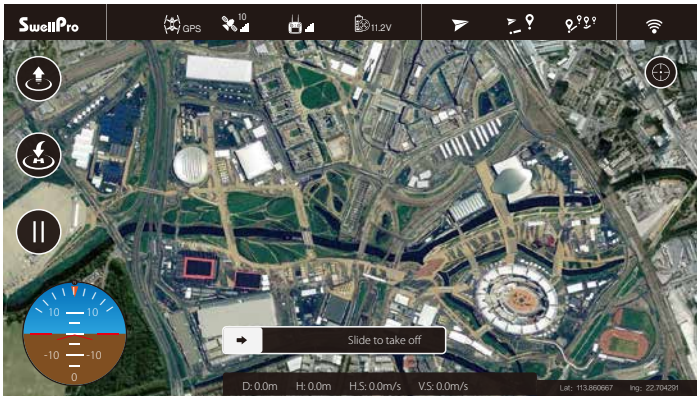 SwellPro
GPS
10
11.2V
10 10
-10 -10
0
Slide to take off
D: 0.0m H: 0.0m H.S: 0.0m/s V.S: 0.0m/s
Lat: 113.860667 lng: 22.704291